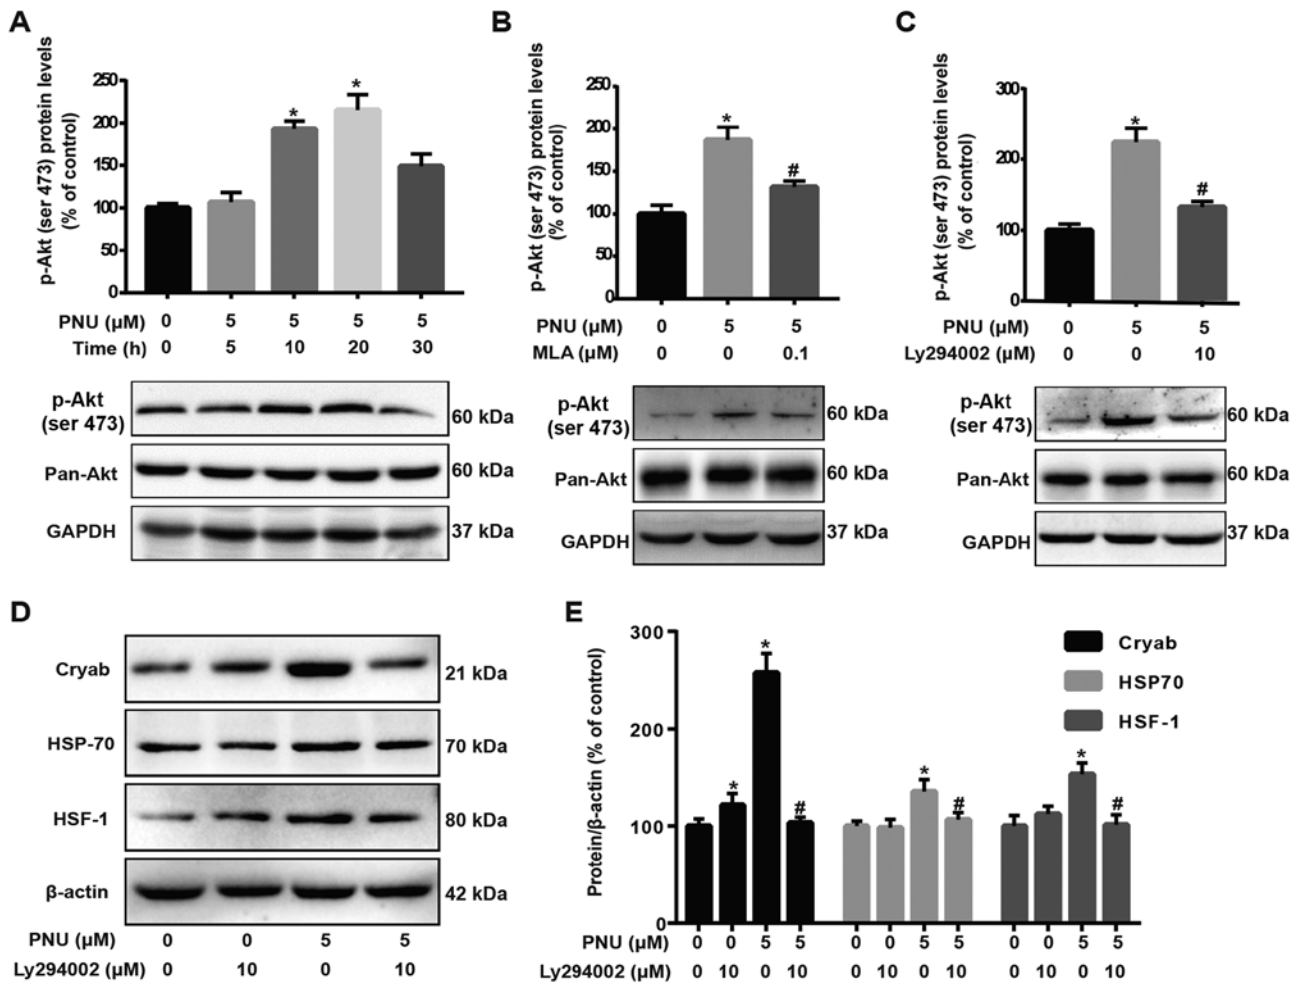 A
p-Akt (ser 473) protein levels
(% of control)
250
200
150
100
50
0
*
*
PNU (µM) 0 5 5 5 5
Time (h) 0 5 10 20 30
p-Akt
(ser 473)
60 kDa
Pan-Akt
60 kDa
GAPDH
37 kDa
B
p-Akt (ser 473) protein levels
(% of control)
250
200
150
100
50
0
*
#
PNU (µM) 0 5 5
MLA (µM) 0 0 0.1
p-Akt
(ser 473)
60 kDa
Pan-Akt
60 kDa
GAPDH
37 kDa
C
p-Akt (ser 473) protein levels
(% of control)
300
200
100
0
*
#
PNU (µM) 0 5 5
Ly294002 (µM) 0 0 10
p-Akt
(ser 473)
60 kDa
Pan-Akt
60 kDa
GAPDH
37 kDa
D
Cryab
21 kDa
HSP-70
70 kDa
HSF-1
80 kDa
β-actin
42 kDa
PNU (µM) 0 0 5 5
Ly294002 (µM) 0 10 0 10
E
Protein/β-actin (% of control)
300
200
100
0
* * #
* #
* #
Cryab
HSP70
HSF-1
PNU (µM) 0 0 5 5 0 0 5 5 0 0 5 5
Ly294002 (µM) 0 10 0 10 0 10 0 10 0 10 0 10